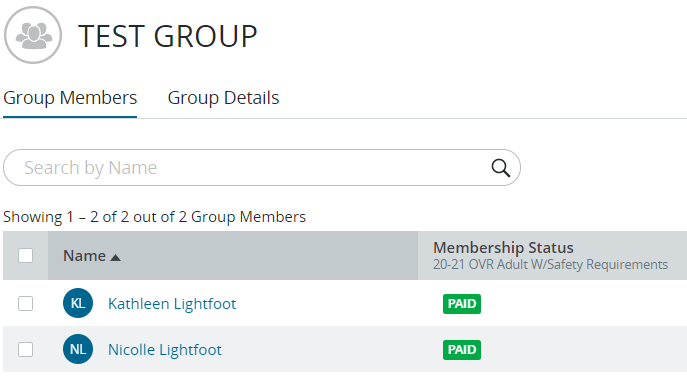 TEST GROUP
Group Members Group Details
Search by Name
Showing 1 – 2 of 2 out of 2 Group Members
Name Membership Status
20-21 OVR Adult W/Safety Requirements
KL Kathleen Lightfoot PAID
NL Nicolle Lightfoot PAID